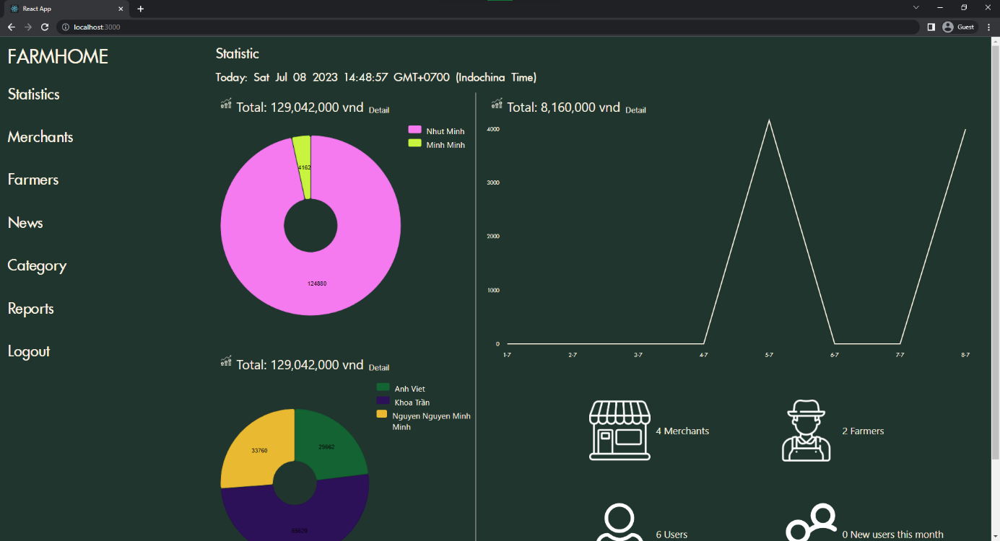 React App
localhost:3000
Guest
FARMHOME
Statistics
Merchants
Farmers
News
Category
Reports
Logout
Statistic
Today: Sat Jul 08 2023 14:48:57 GMT+0700 (Indochina Time)
Total: 129,042,000 vnd Detail
Nhut Minh
Minh Minh
4162
124880
Total: 129,042,000 vnd Detail
Anh Viet
Khoa Trần
Nguyen Nguyen Minh
Minh
33760
29662
65620
Total: 8,160,000 vnd Detail
4000
3000
2000
1000
0
1-7 2-7 3-7 4-7 5-7 6-7 7-7 8-7
4 Merchants
2 Farmers
6 Users
0 New users this month